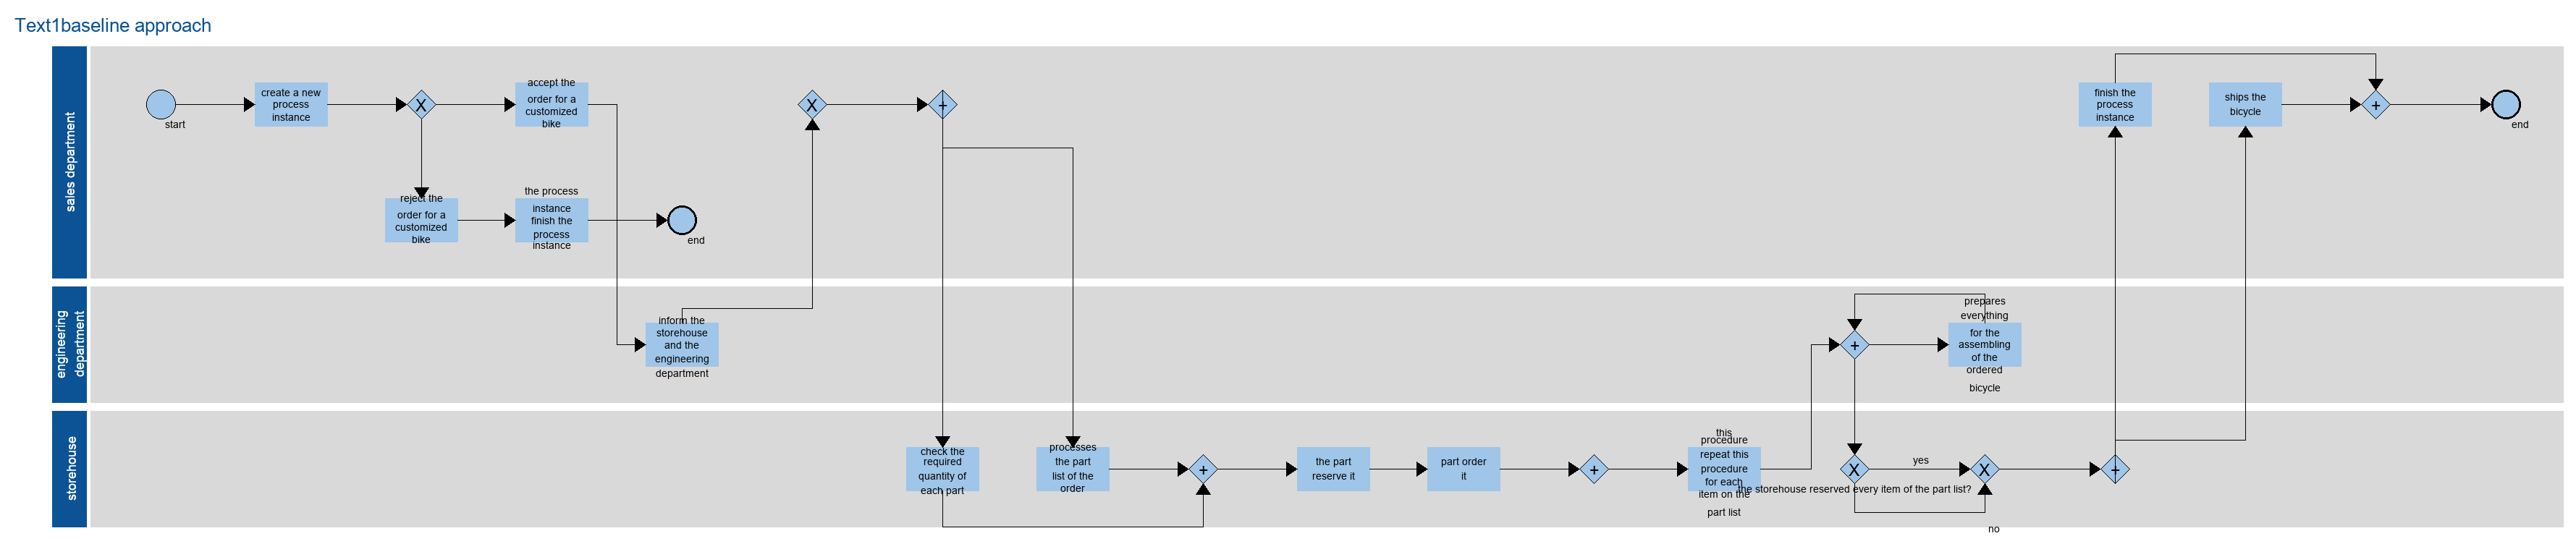 Text1baseline approach
sales department
start
create a new
process
instance
X
accept the
order for a
customized
bike
reject the
order for a
customized
bike
the process
instance
finish the
process
instance
end
X
+
finish the
process
instance
ships the
bicycle
+
end
engineering
department
inform the
storehouse
and the
engineering
department
+
prepares
everything
for the
assembling
of the
ordered
bicycle
storehouse
check the
required
quantity of
each part
processes
the part
list of the
order
+
the part
reserve it
part order
it
+
this
procedure
repeat this
procedure
for each
item on the
part list
X
yes
the storehouse reserved every item of the part list?
X
no
+